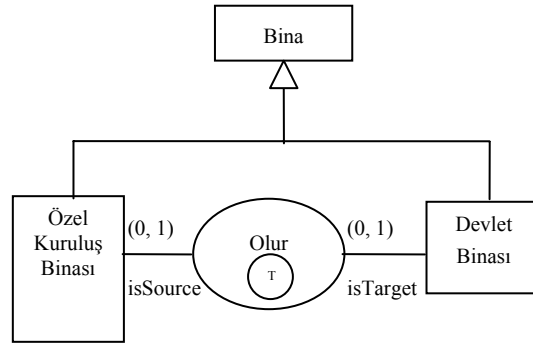 Bina
Özel
Kuruluş
Binası
(0, 1)
isSource
Olur
T
(0, 1)
isTarget
Devlet
Binası